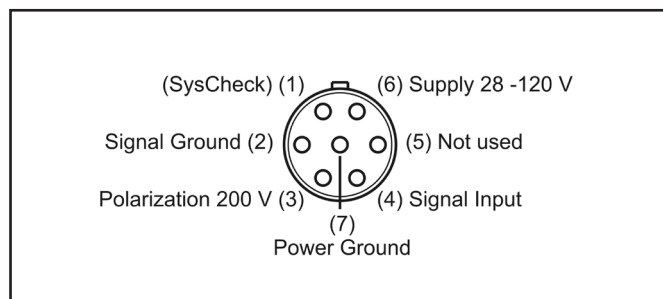 (SysCheck) (1)
(6) Supply 28 -120 V
Signal Ground (2)
(5) Not used
Polarization 200 V (3)
(4) Signal Input
(7)
Power Ground